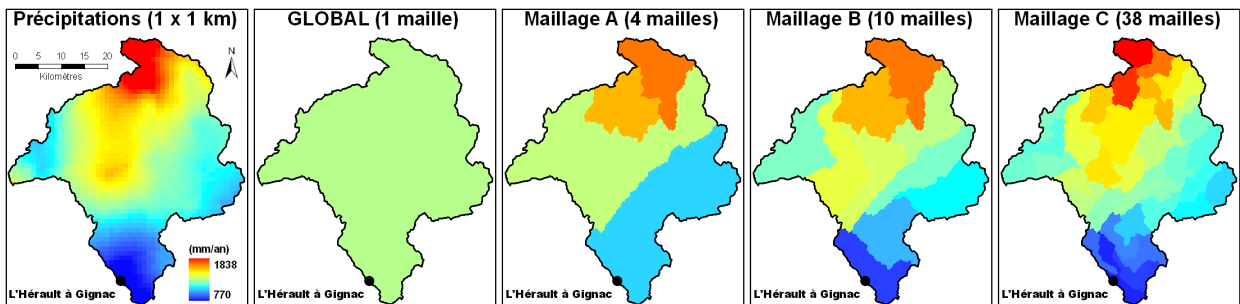 Précipitations (1 x 1 km)
0 5 10 15 20
Kilomètres
N
(mm/an)
1838
770
L'Hérault à Gignac
GLOBAL (1 maille)
L'Hérault à Gignac
Maillage A (4 mailles)
L'Hérault à Gignac
Maillage B (10 mailles)
L'Hérault à Gignac
Maillage C (38 mailles)
L'Hérault à Gignac